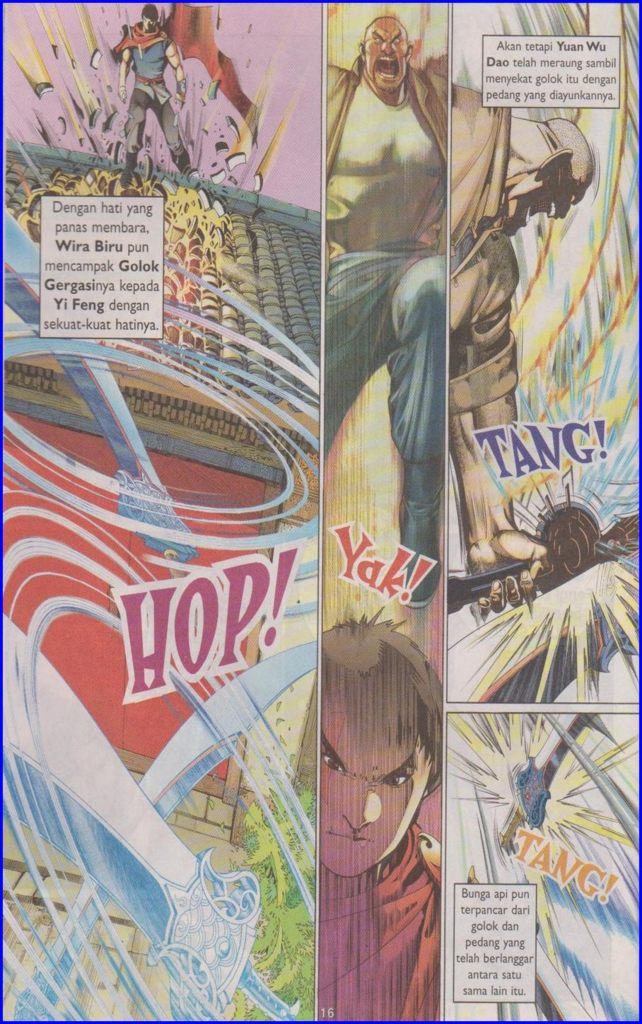 Dengan hati yang
panas membara,
Wira Biru pun
mencampak Golok
Gergasinya kepada
Yi Feng dengan
sekuat-kuat hatinya.
HOP!
Yak!
Akan tetapi Yuan Wu
Dao telah meraung sambil
menyekat golok itu dengan
pedang yang diayunkannya.
TANG!
TANG!
Bunga api pun
terpancar dari
golok dan
pedang yang
telah berlanggar
antara satu
sama lain itu.
16